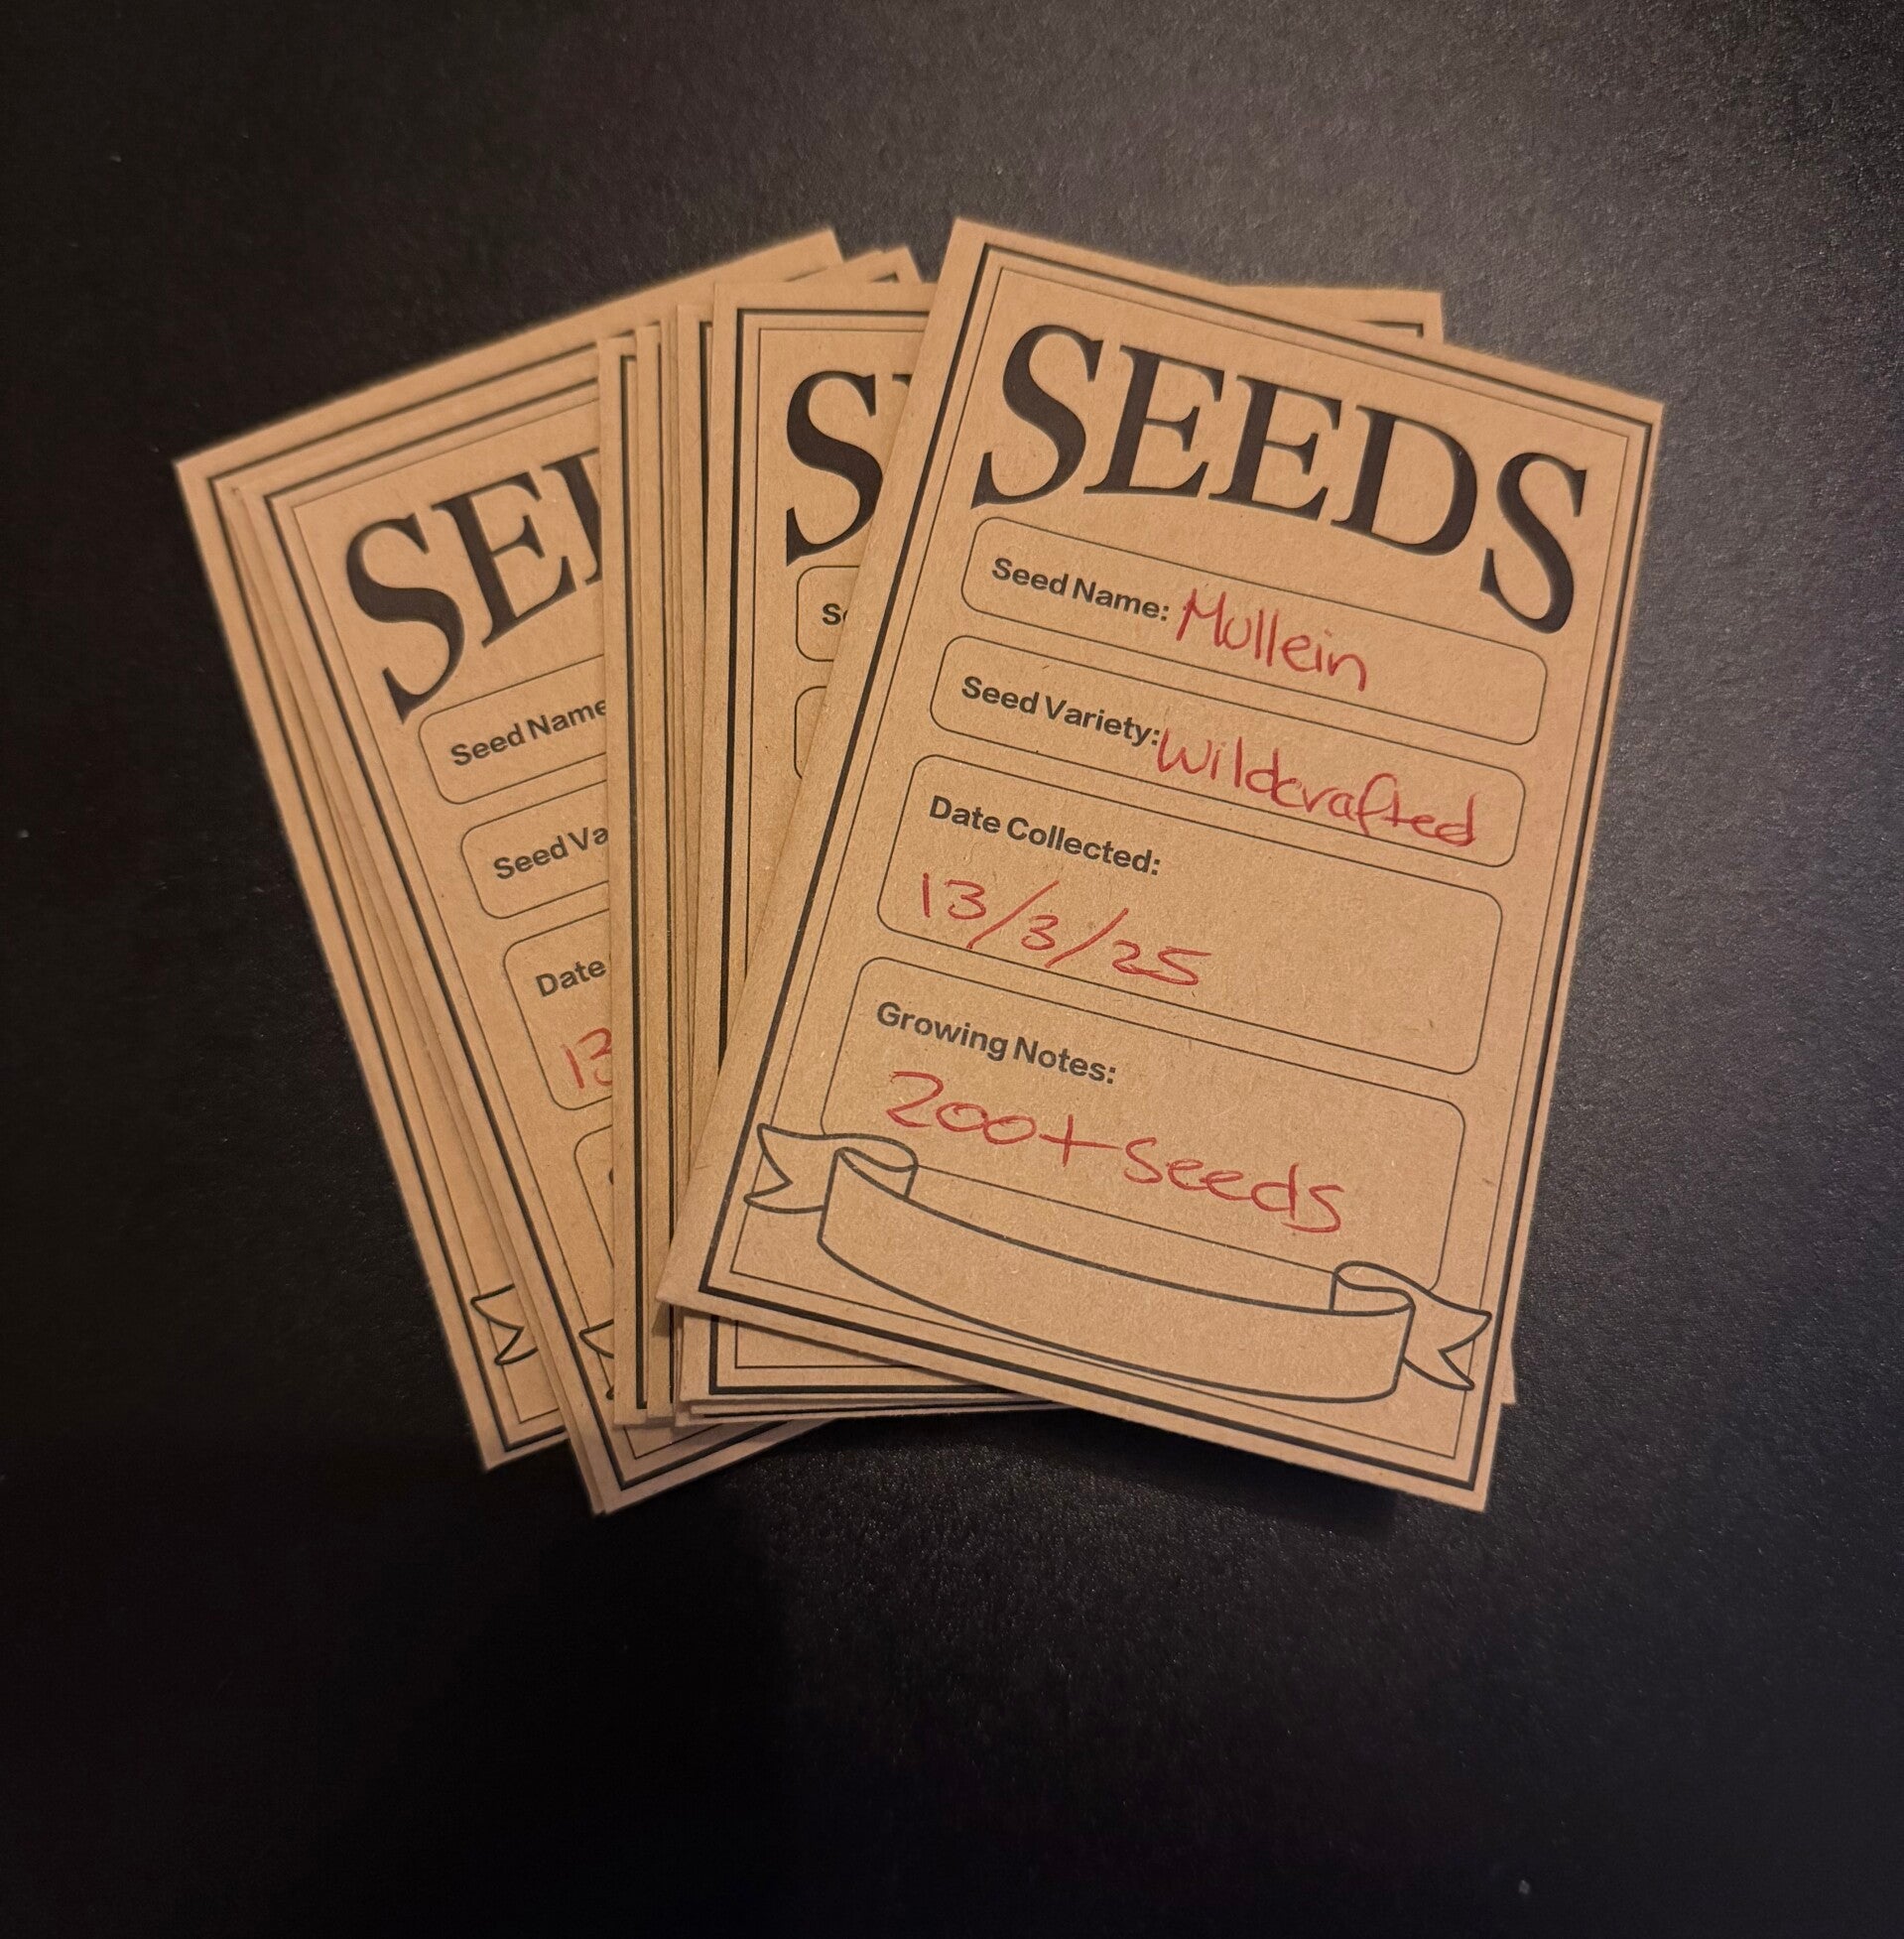 SEEDS
Seed Name: Mullein
Seed Variety: Wildcrafted
Date Collected:
13/3/25
Growing Notes:
200+ seeds
SE
Seed Name
Seed Va
Date
13
S
Se